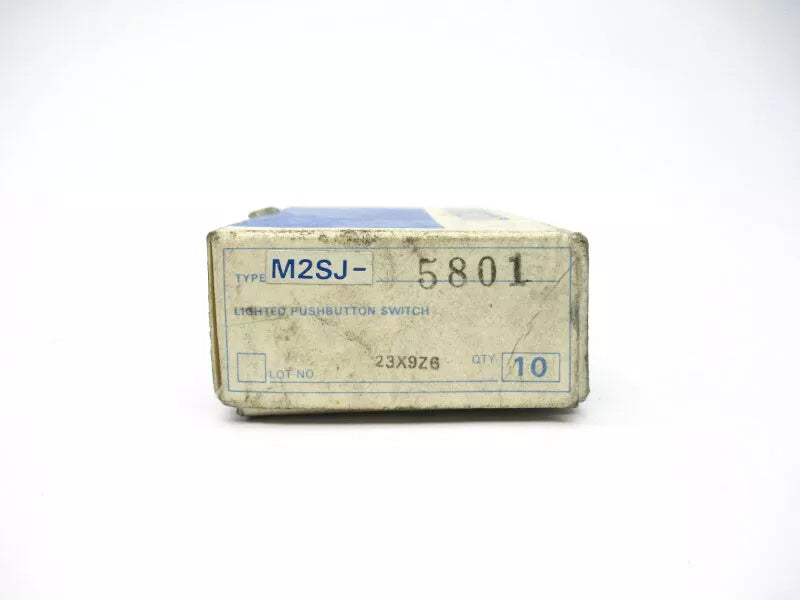 TYPE M2SJ- 5801
LIGHTED PUSHBUTTON SWITCH
LOT NO 23X9Z6 QTY 10